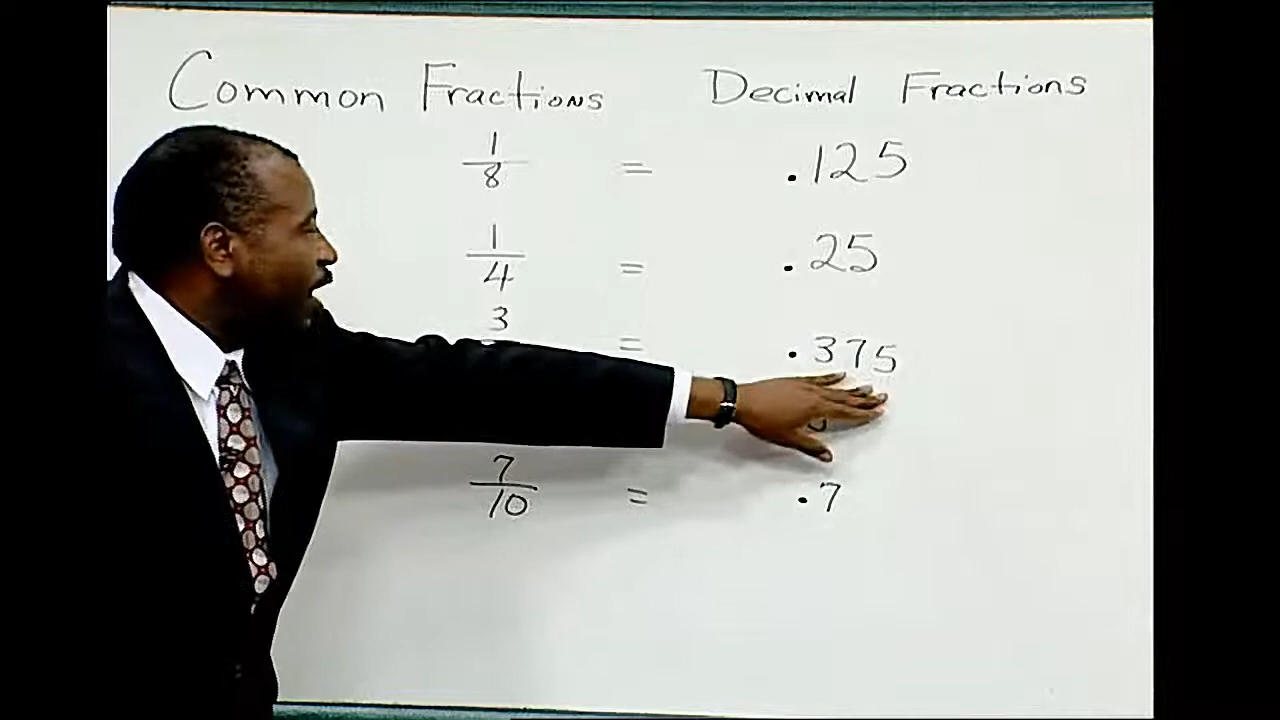 Common Fractions Decimal Fractions
1/8 = .125
1/4 = .25
3 = .375
7/10 = .7